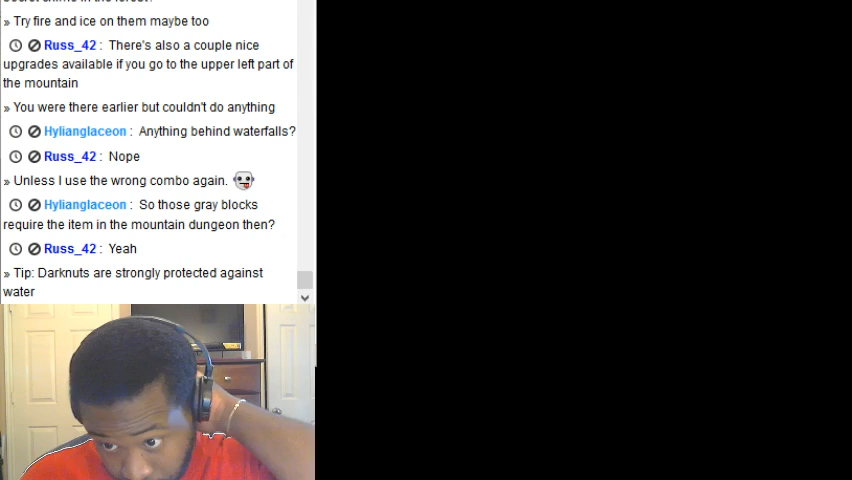 » Try fire and ice on them maybe too
Russ_42 : There's also a couple nice
upgrades available if you go to the upper left part of
the mountain
» You were there earlier but couldn't do anything
Hylianglaceon : Anything behind waterfalls?
Russ_42 : Nope
» Unless I use the wrong combo again.
Hylianglaceon : So those gray blocks
require the item in the mountain dungeon then?
Russ_42 : Yeah
» Tip: Darknuts are strongly protected against
water